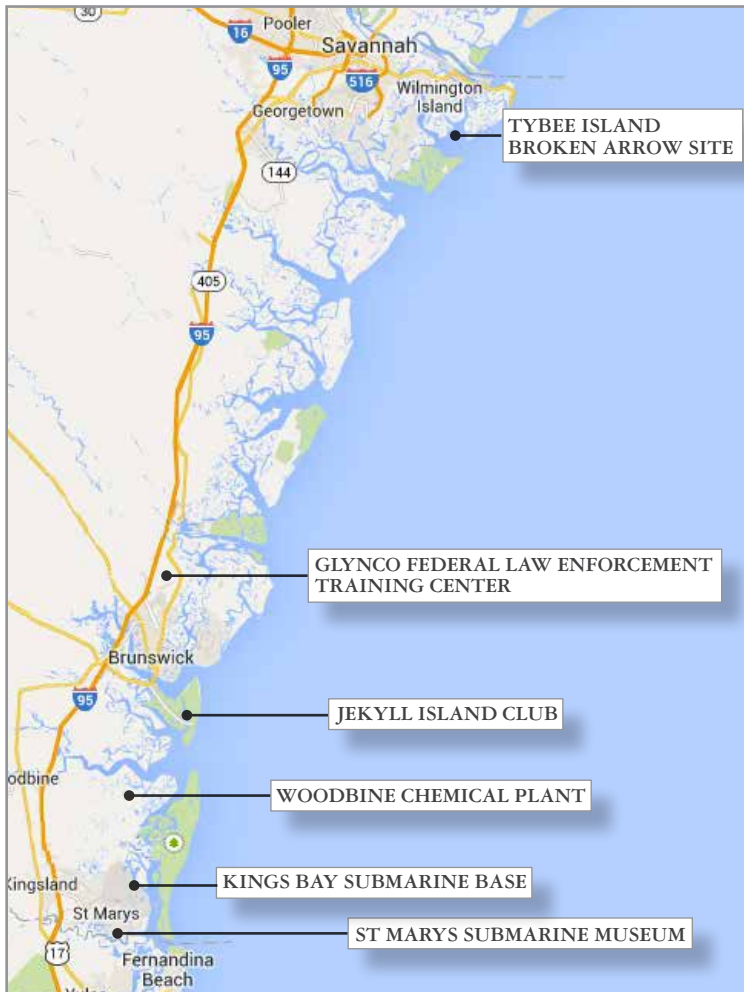 30
Pooler
16
Savannah
95
516
Wilmington
Island
Georgetown
TYBEE ISLAND
BROKEN ARROW SITE
144
405
95
GLYNCO FEDERAL LAW ENFORCEMENT
TRAINING CENTER
Brunswick
95
JEKYLL ISLAND CLUB
odbine
WOODBINE CHEMICAL PLANT
Kingsland
KINGS BAY SUBMARINE BASE
St Marys
ST MARYS SUBMARINE MUSEUM
17
Fernandina
Beach
Yulee